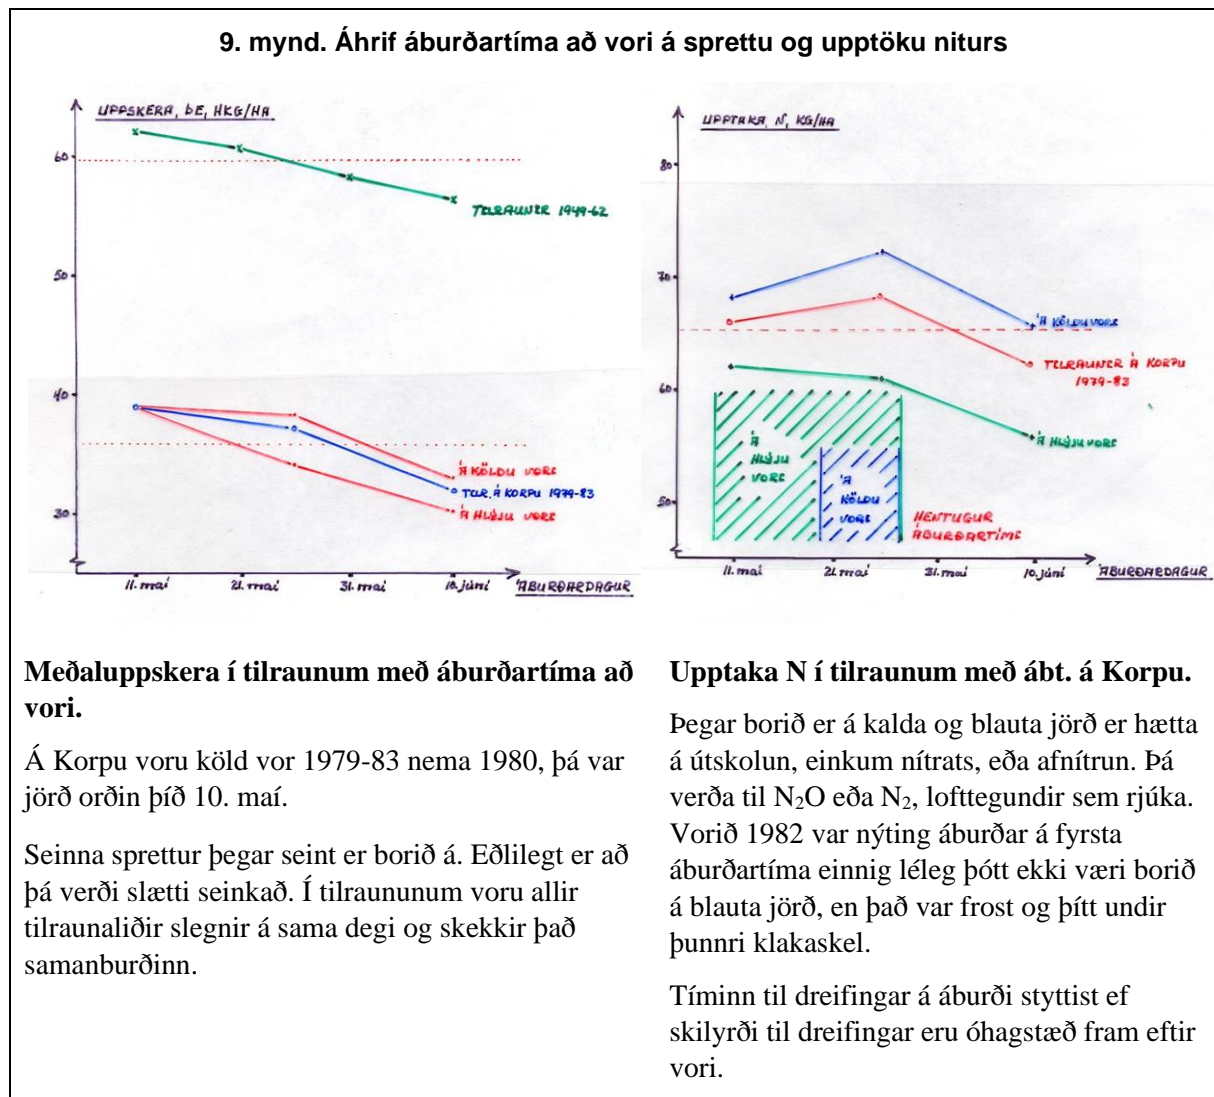 9. mynd. Áhrif áburðartíma að vori á sprettu og upptöku niturs
UPPSKERA, ÞE, HKG/HA
60
50
40
30
TILRAUNIR 1949-62
Á KÖLDU VORI
TILR. Á KORPU 1979-83
Á HLÝJU VORI
11. maí
21. maí
31. maí
10. júní
ÁBURÐARDAGUR
UPPTAKA, N, KG/HA
80
70
60
50
Á KÖLDU VORI
TILRAUNIR Á KORPU
1979-83
Á HLÝJU VORI
Á
HLÝJU
VORI
Á
KÖLDU
VORI
HENTUGUR
ÁBURÐARTÍMI
11. maí
21. maí
31. maí
10. júní
ÁBURÐARDAGUR
Meðaluppskera í tilraunum með áburðartíma að
vori.
Á Korpu voru köld vor 1979-83 nema 1980, þá var
jörð orðin þíð 10. maí.
Seinna sprettur þegar seint er borið á. Eðlilegt er að
þá verði slætti seinkað. Í tilraununum voru allir
tilraunaliðir slegnir á sama degi og skekkir það
samanburðinn.
Upptaka N í tilraunum með ábt. á Korpu.
Þegar borið er á kalda og blauta jörð er hætta
á útskolun, einkum nítrats, eða afnítrun. Þá
verða til N₂O eða N₂, lofttegundir sem rjúka.
Vorið 1982 var nýting áburðar á fyrsta
áburðartíma einnig léleg þótt ekki væri borið
á blauta jörð, en það var frost og þítt undir
þunnri klakaskel.
Tíminn til dreifingar á áburði styttist ef
skilyrði til dreifingar eru óhagstæð fram eftir
vori.